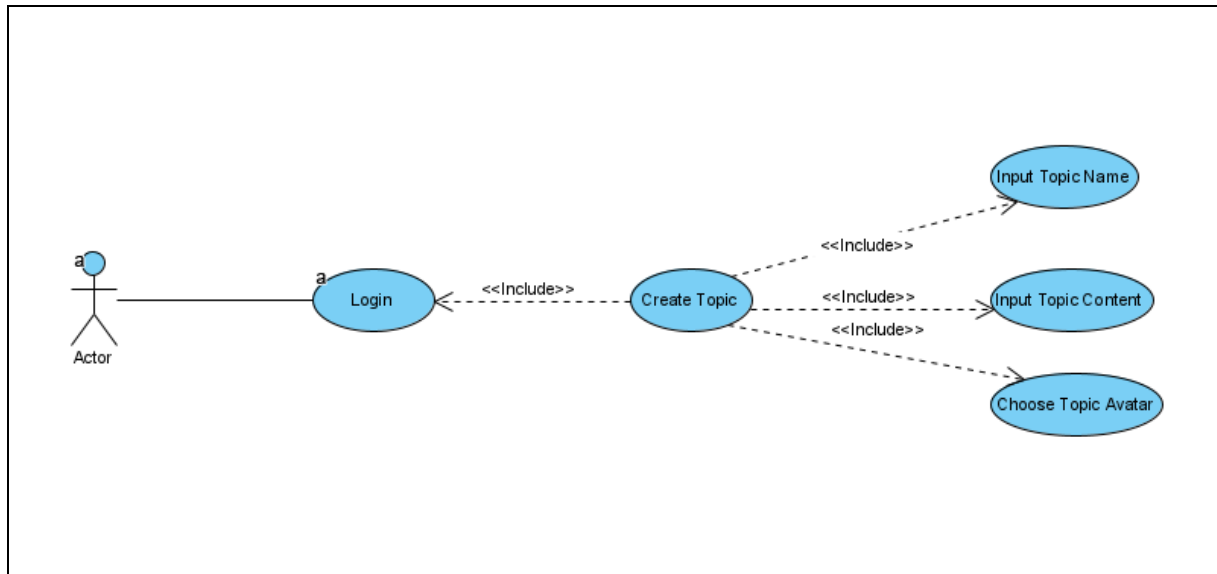 a
Actor
a
Login
<<Include>>
Create Topic
<<Include>>
Input Topic Name
<<Include>>
Input Topic Content
<<Include>>
Choose Topic Avatar